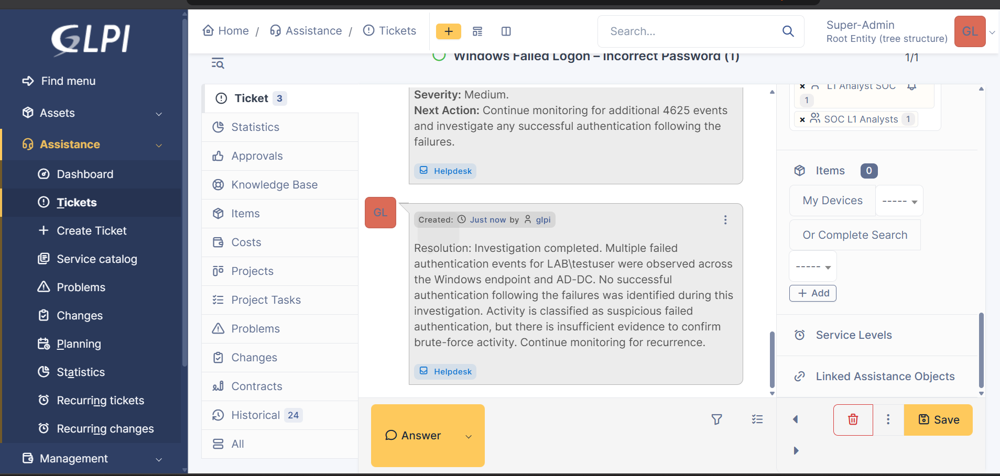 GLPI
Find menu
Assets
Assistance
Dashboard
Tickets
Create Ticket
Service catalog
Problems
Changes
Planning
Statistics
Recurring tickets
Recurring changes
Management
Home / Assistance / Tickets
Search...
Super-Admin
Root Entity (tree structure)
GL
Windows Failed Logon – Incorrect Password (1)
1/1
Ticket 3
Statistics
Approvals
Knowledge Base
Items
Costs
Projects
Project Tasks
Problems
Changes
Contracts
Historical 24
All
Severity: Medium.
Next Action: Continue monitoring for additional 4625 events
and investigate any successful authentication following the
failures.
Helpdesk
GL
Created: Just now by glpi
Resolution: Investigation completed. Multiple failed
authentication events for LAB\testuser were observed across
the Windows endpoint and AD-DC. No successful
authentication following the failures was identified during this
investigation. Activity is classified as suspicious failed
authentication, but there is insufficient evidence to confirm
brute-force activity. Continue monitoring for recurrence.
Helpdesk
Answer
L1 Analyst SOC
1
SOC L1 Analysts 1
Items 0
My Devices -----
Or Complete Search
-----
+ Add
Service Levels
Linked Assistance Objects
Save